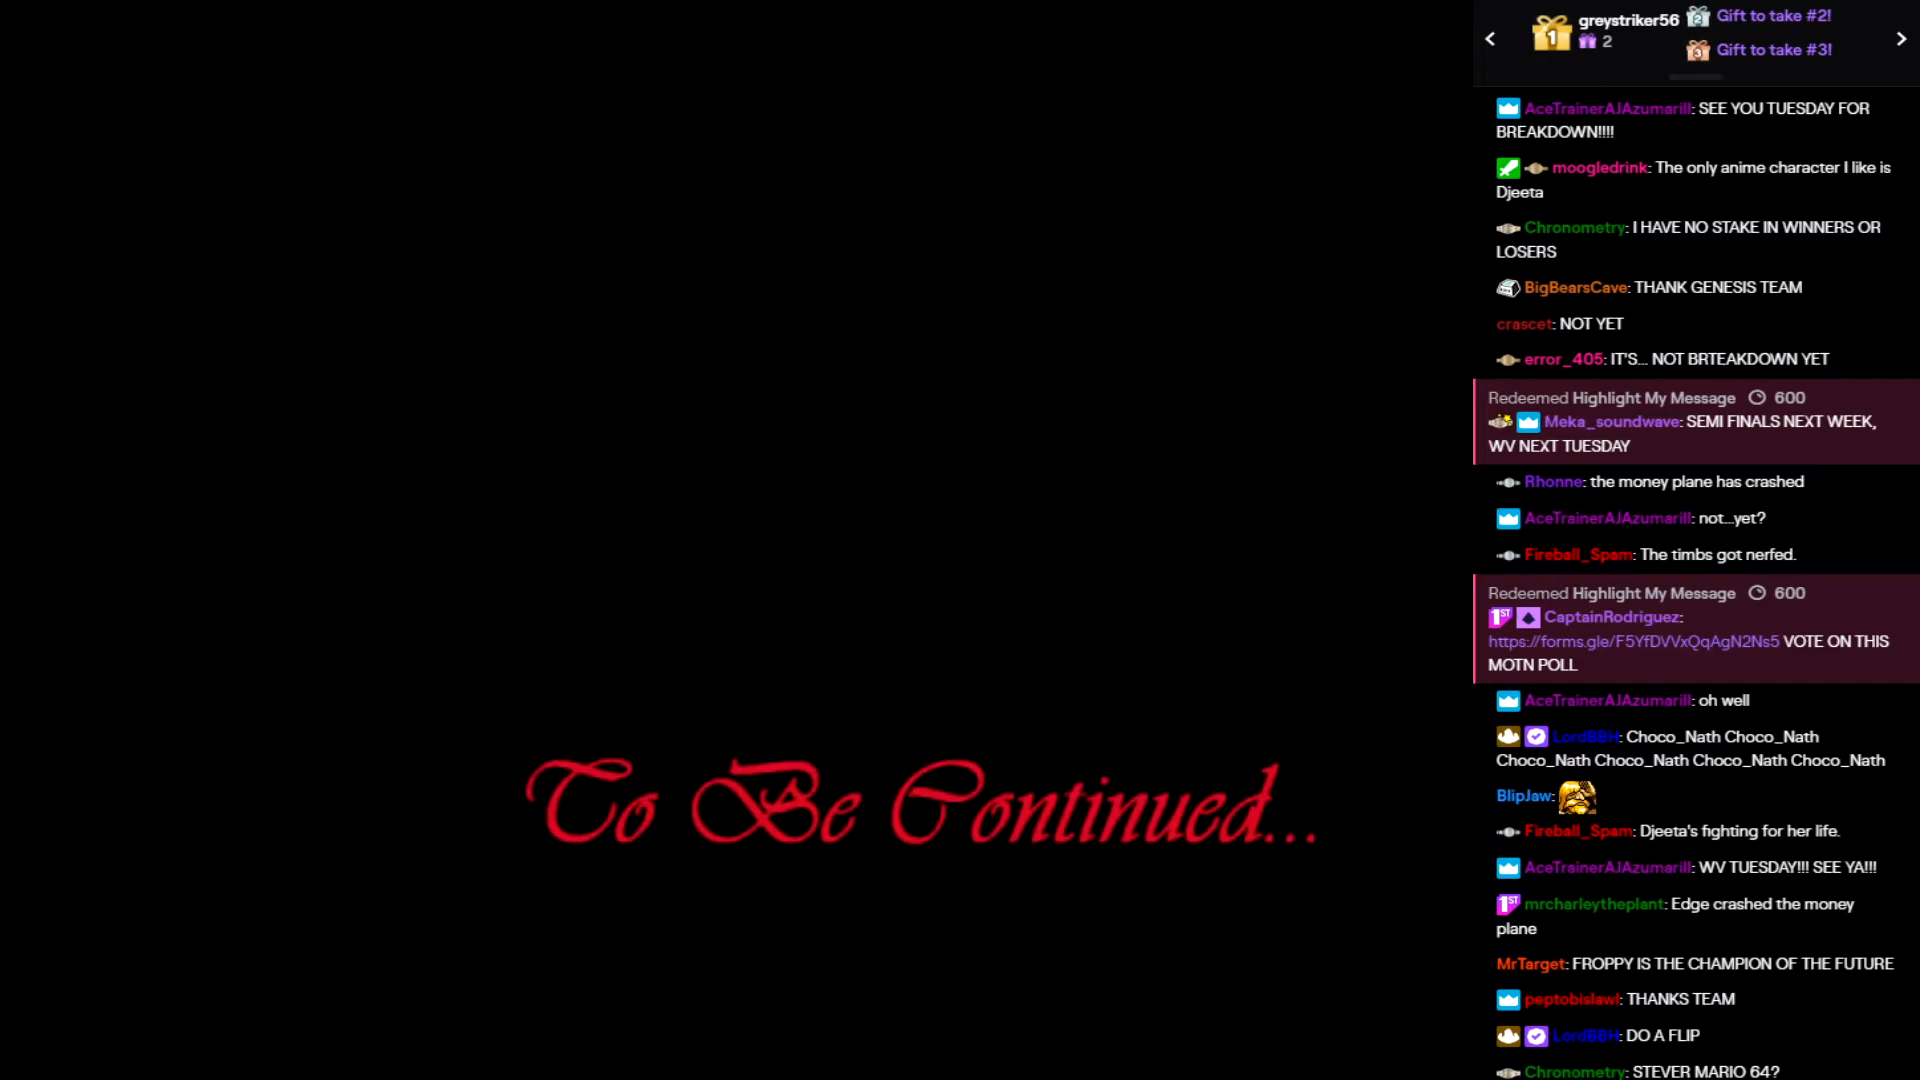 greystriker56
1
2
2
Gift to take #2!
3
Gift to take #3!
AceTrainerAJAzumarill: SEE YOU TUESDAY FOR
BREAKDOWN!!!!
moogledrink: The only anime character I like is
Djeeta
Chronometry: I HAVE NO STAKE IN WINNERS OR
LOSERS
BigBearsCave: THANK GENESIS TEAM
crascet: NOT YET
error_405: IT'S... NOT BRTEAKDOWN YET
Redeemed Highlight My Message 600
Meka_soundwave: SEMI FINALS NEXT WEEK,
WV NEXT TUESDAY
Rhonne: the money plane has crashed
AceTrainerAJAzumarill: not...yet?
Fireball_Spam: The timbs got nerfed.
Redeemed Highlight My Message 600
1ST CaptainRodriguez:
https://forms.gle/F5YfDVVxQqAgN2Ns5 VOTE ON THIS
MOTN POLL
AceTrainerAJAzumarill: oh well
LordBBH: Choco_Nath Choco_Nath
Choco_Nath Choco_Nath Choco_Nath Choco_Nath
BlipJaw:
Fireball_Spam: Djeeta's fighting for her life.
AceTrainerAJAzumarill: WV TUESDAY!!! SEE YA!!!
1ST mrcharleytheplant: Edge crashed the money
plane
MrTarget: FROPPY IS THE CHAMPION OF THE FUTURE
peptobislawl: THANKS TEAM
LordBBH: DO A FLIP
Chronometry: STEVER MARIO 64?
To Be Continued...